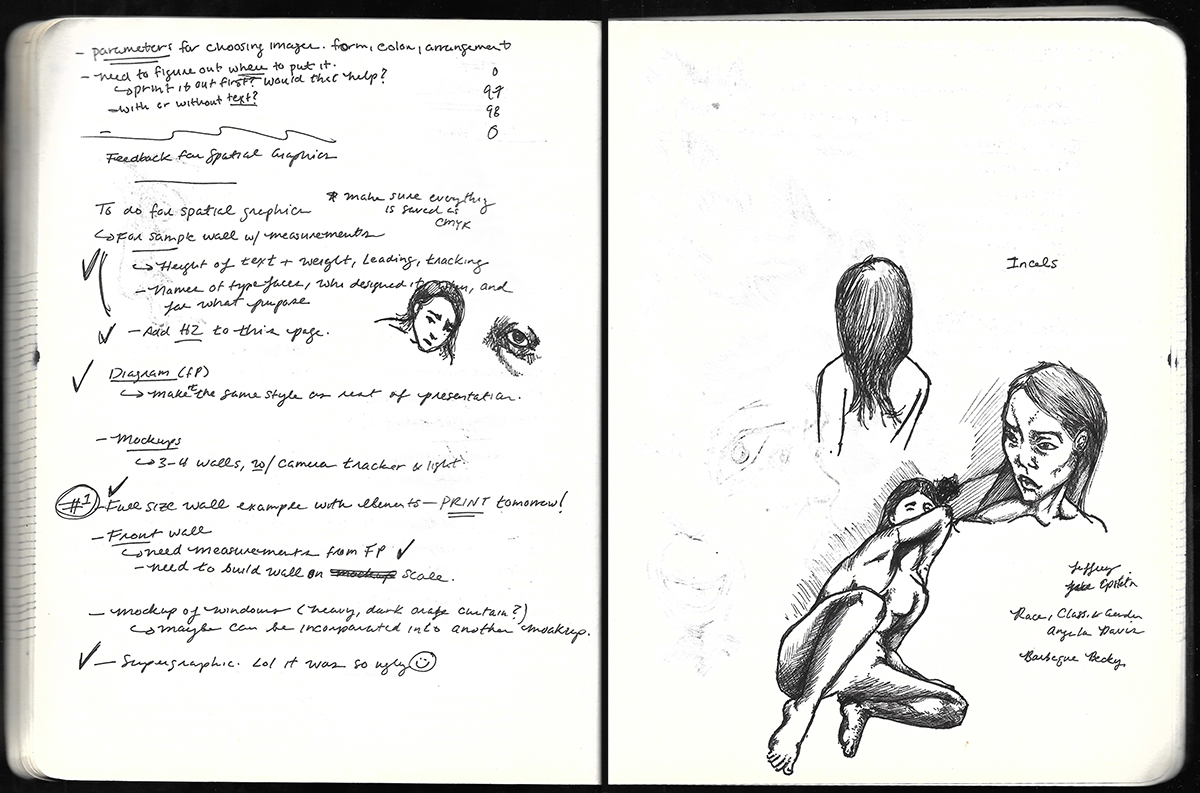 - parameters for choosing images. form, color, arrangement
- need to figure out where to put it.
↳ print it out first? Would that help?
- with or without text?
0
99
98
0
Feedback for Spatial Graphics
To do for spatial graphics
* make sure everything
is saved as
CMYK
↳ For sample wall w/ measurements
↳ Height of text + weight, leading, tracking
- Names of typefaces, who designed it, and
for what purpose
- Add H2 to this page.
Diagram (FP)
↳ make it the same style as rest of presentation.
- Mockups
↳ 3-4 walls, w/ camera tracker & light.
#1 - Full size wall example with elements - PRINT tomorrow!
- Front wall
↳ need measurements from FP ✓
- need to build wall on scale.
- mockup of windows (heavy, dark curtain?)
↳ maybe can be incorporated into another mockup.
- Supergraphic. Lol it was so ugly
Incels
Jeffrey
Race, Class, & Gender
Angela Davis
Barbeque Becky